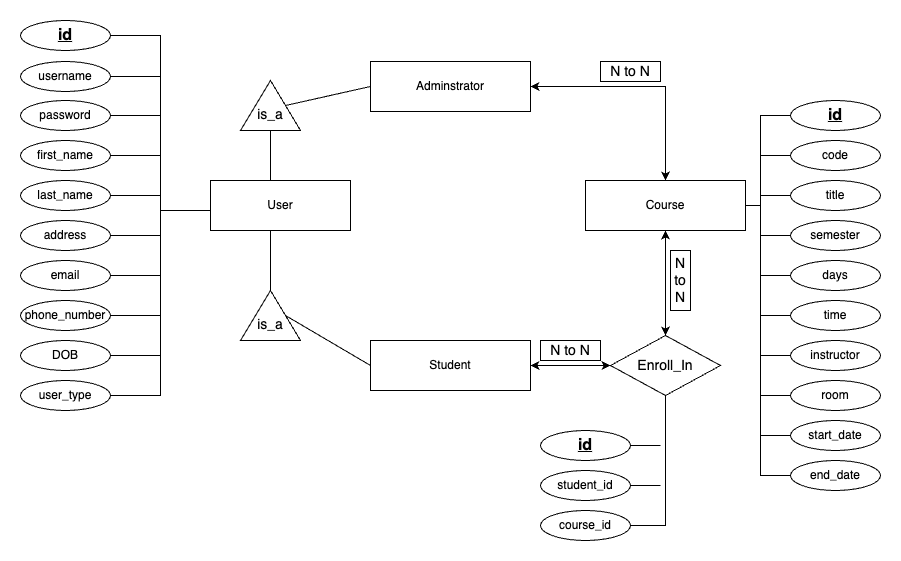 id
username
password
first_name
last_name
address
email
phone_number
DOB
user_type
is_a
User
is_a
Adminstrator
N to N
Student
N to N
Course
N
to
N
Enroll_In
id
student_id
course_id
id
code
title
semester
days
time
instructor
room
start_date
end_date